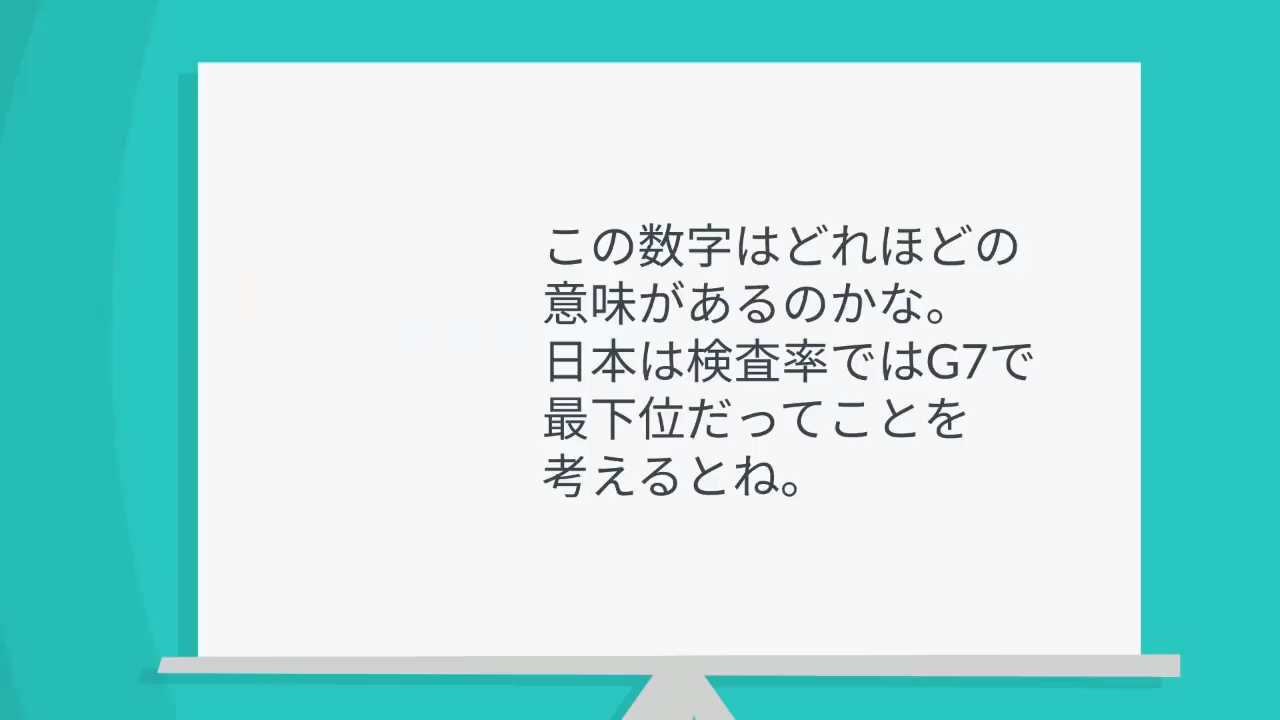 この数字はどれほどの
意味があるのかな。
日本は検査率ではG7で
最下位だってことを
考えるとね。